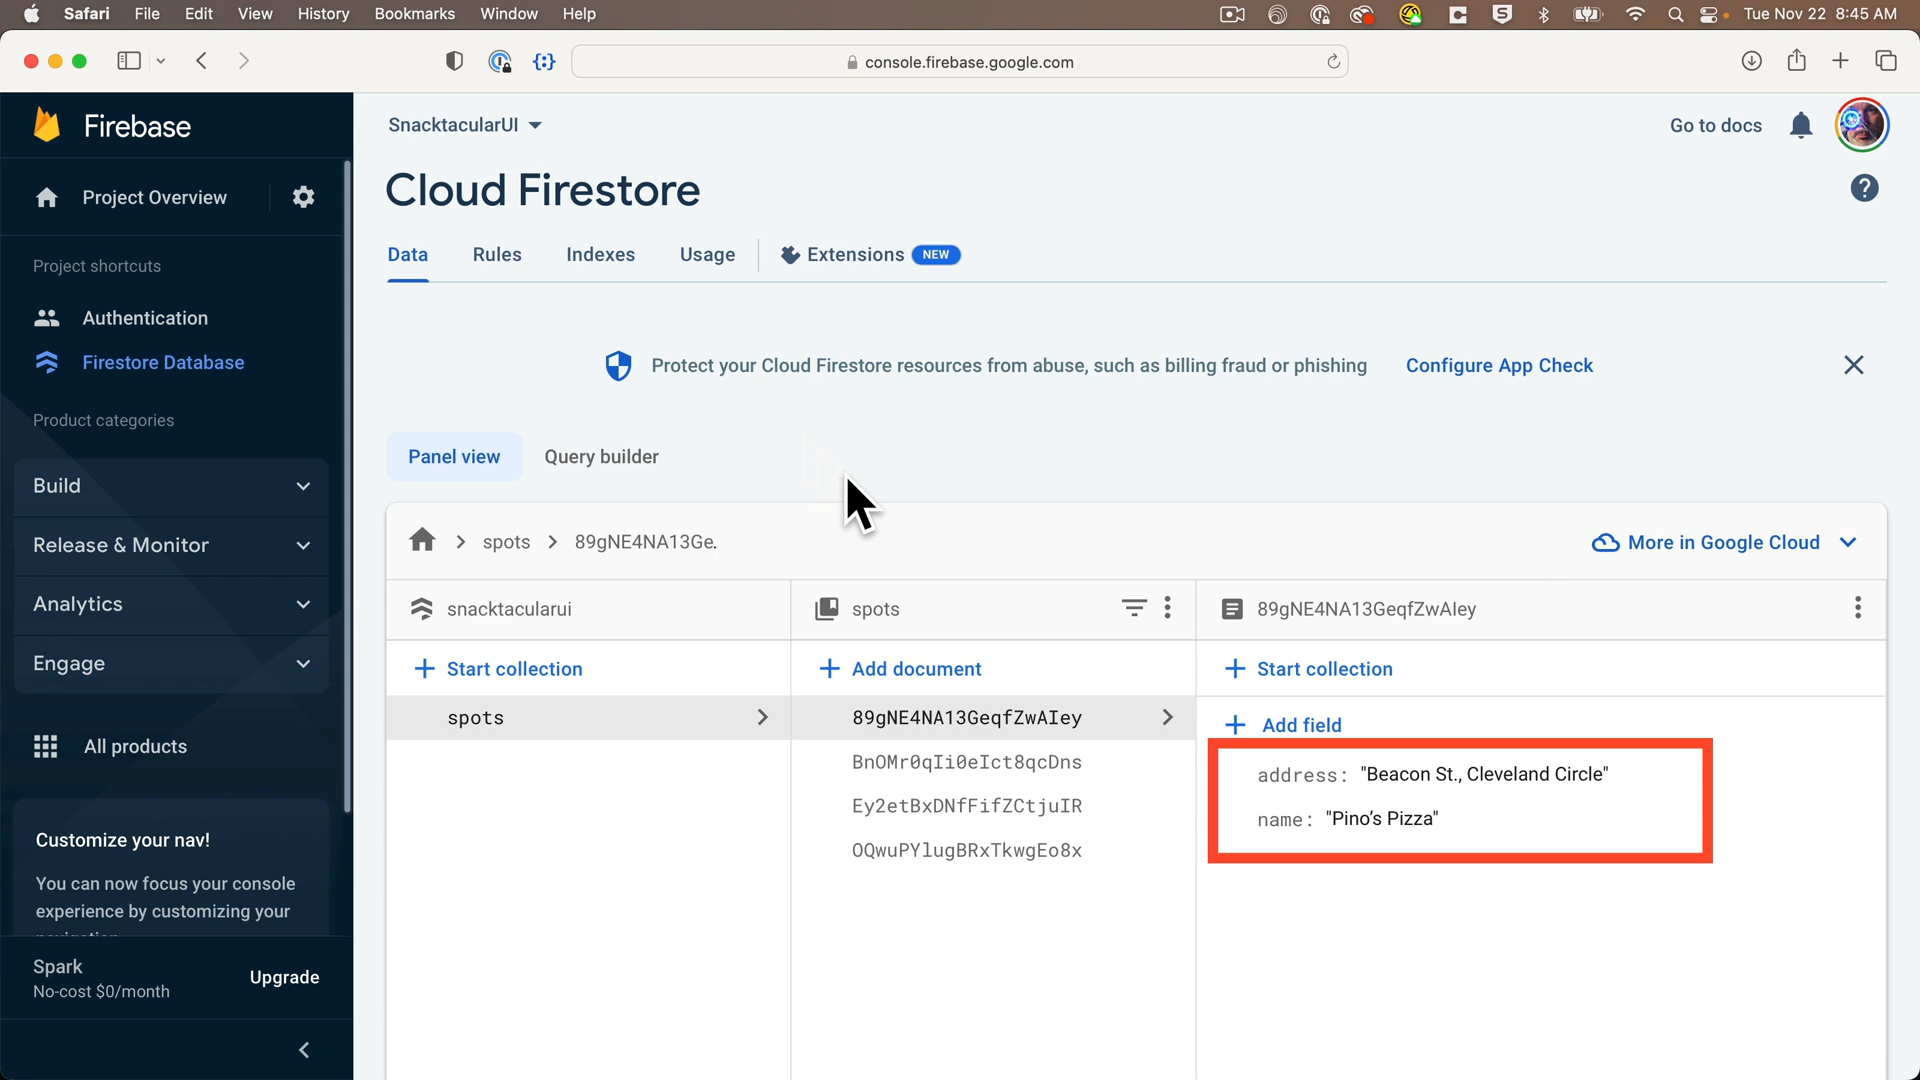 Safari File Edit View History Bookmarks Window Help Tue Nov 22 8:45 AM
console.firebase.google.com
Firebase
Project Overview
Project shortcuts
Authentication
Firestore Database
Product categories
Build
Release & Monitor
Analytics
Engage
All products
Customize your nav!
You can now focus your console
experience by customizing your
Spark
No-cost $0/month
Upgrade
SnacktacularUI
Go to docs
Cloud Firestore
Data Rules Indexes Usage Extensions NEW
Protect your Cloud Firestore resources from abuse, such as billing fraud or phishing Configure App Check
Panel view Query builder
spots 89gNE4NA13Ge.
More in Google Cloud
snacktacularui
Start collection
spots
spots
Add document
89gNE4NA13GeqfZwAIey
BnOMr0qIi0eIct8qcDns
Ey2etBxDNfFifZCtjuIR
OQwuPYlugBRxTkwgEo8x
89gNE4NA13GeqfZwAIey
Start collection
Add field
address: "Beacon St., Cleveland Circle"
name: "Pino’s Pizza"